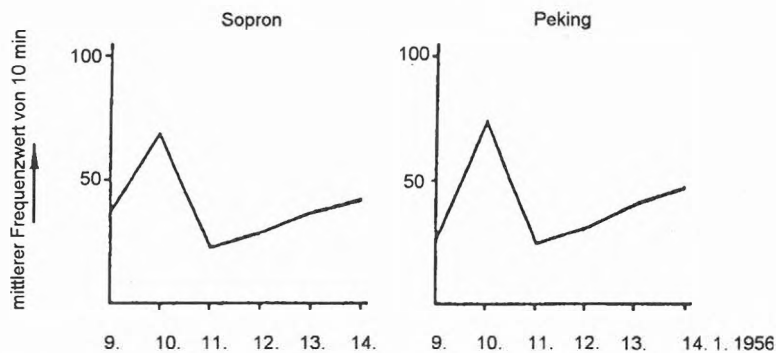 Sopron
Peking
mittlerer Frequenzwert von 10 min
100
50
100
50
9. 10. 11. 12. 13. 14.
9. 10. 11. 12. 13. 14. 1. 1956